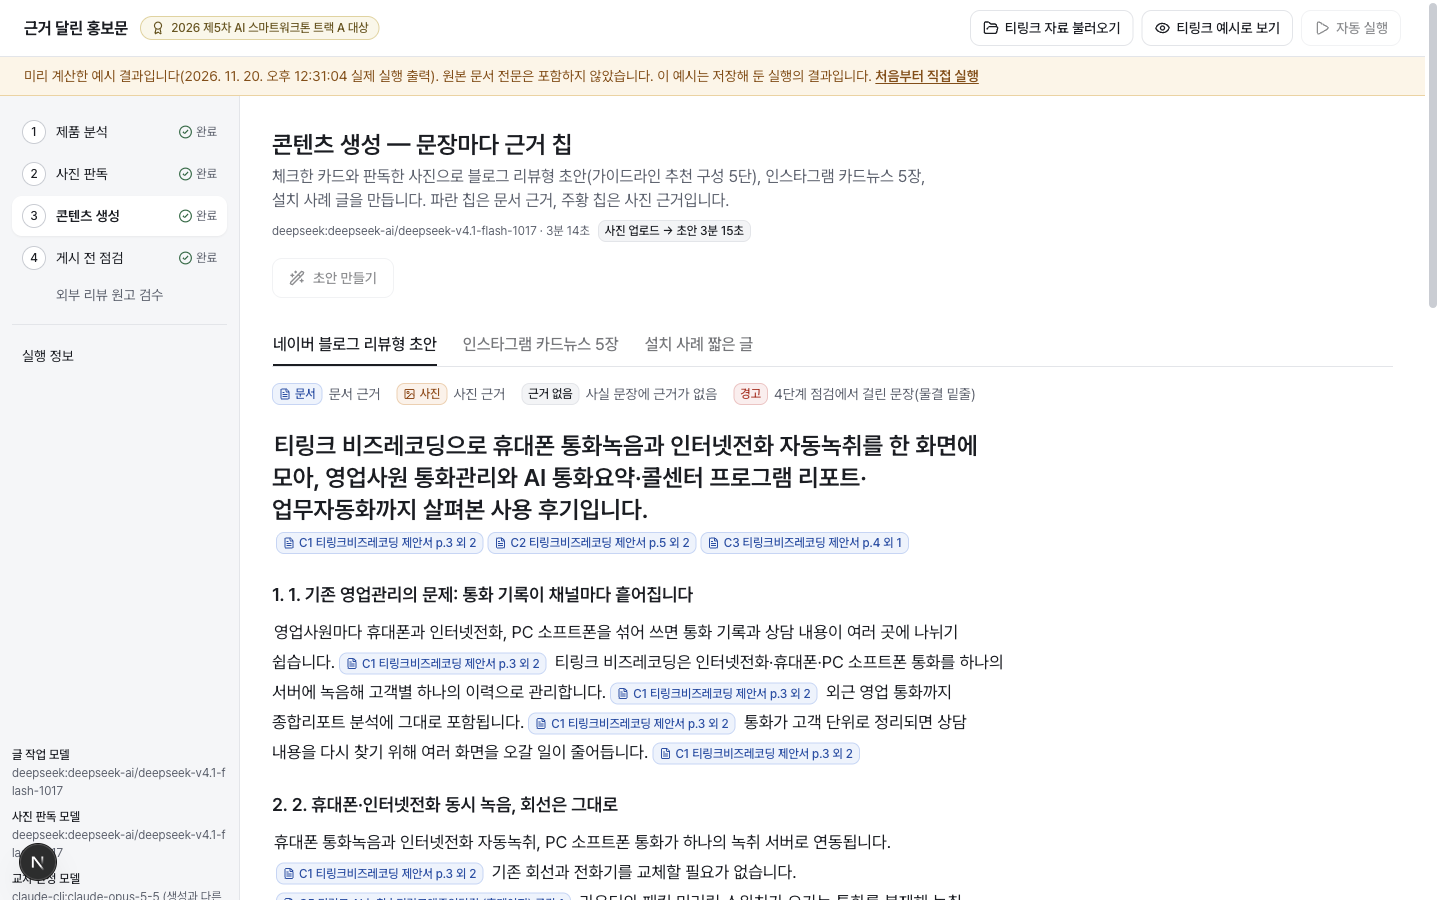 근거 달린 홍보문
2026 제5차 AI 스마트워크톤 트랙 A 대상
티링크 자료 불러오기
티링크 예시로 보기
자동 실행
미리 계산한 예시 결과입니다(2026. 11. 20. 오후 12:31:04 실제 실행 출력). 원본 문서 전문은 포함하지 않았습니다. 이 예시는 저장해 둔 실행의 결과입니다. 처음부터 직접 실행
1 제품 분석 완료
2 사진 판독 완료
3 콘텐츠 생성 완료
4 게시 전 점검 완료
외부 리뷰 원고 검수
실행 정보
글 작업 모델
deepseek:deepseek-ai/deepseek-v4.1-f
lash-1017
사진 판독 모델
deepseek:deepseek-ai/deepseek-v4.1-f
N
모델
claude-cli:claude-opus-5-5 (생성과 다른
콘텐츠 생성 — 문장마다 근거 칩
체크한 카드와 판독한 사진으로 블로그 리뷰형 초안(가이드라인 추천 구성 5단), 인스타그램 카드뉴스 5장,
설치 사례 글을 만듭니다. 파란 칩은 문서 근거, 주황 칩은 사진 근거입니다.
deepseek:deepseek-ai/deepseek-v4.1-flash-1017 · 3분 14초 사진 업로드 → 초안 3분 15초
초안 만들기
네이버 블로그 리뷰형 초안 인스타그램 카드뉴스 5장 설치 사례 짧은 글
문서 문서 근거 사진 사진 근거 근거 없음 사실 문장에 근거가 없음 경고 4단계 점검에서 걸린 문장(물결 밑줄)
티링크 비즈레코딩으로 휴대폰 통화녹음과 인터넷전화 자동녹취를 한 화면에
모아, 영업사원 통화관리와 AI 통화요약·콜센터 프로그램 리포트·
업무자동화까지 살펴본 사용 후기입니다.
C1 티링크비즈레코딩 제안서 p.3 외 2 C2 티링크비즈레코딩 제안서 p.5 외 2 C3 티링크비즈레코딩 제안서 p.4 외 1
1. 1. 기존 영업관리의 문제: 통화 기록이 채널마다 흩어집니다
영업사원마다 휴대폰과 인터넷전화, PC 소프트폰을 섞어 쓰면 통화 기록과 상담 내용이 여러 곳에 나뉘기
쉽습니다. C1 티링크비즈레코딩 제안서 p.3 외 2 티링크 비즈레코딩은 인터넷전화·휴대폰·PC 소프트폰 통화를 하나의
서버에 녹음해 고객별 하나의 이력으로 관리합니다. C1 티링크비즈레코딩 제안서 p.3 외 2 외근 영업 통화까지
종합리포트 분석에 그대로 포함됩니다. C1 티링크비즈레코딩 제안서 p.3 외 2 통화가 고객 단위로 정리되면 상담
내용을 다시 찾기 위해 여러 화면을 오갈 일이 줄어듭니다. C1 티링크비즈레코딩 제안서 p.3 외 2
2. 2. 휴대폰·인터넷전화 동시 녹음, 회선은 그대로
휴대폰 통화녹음과 인터넷전화 자동녹취, PC 소프트폰 통화가 하나의 녹취 서버로 연동됩니다.
C1 티링크비즈레코딩 제안서 p.3 외 2 기존 회선과 전화기를 교체할 필요가 없습니다.